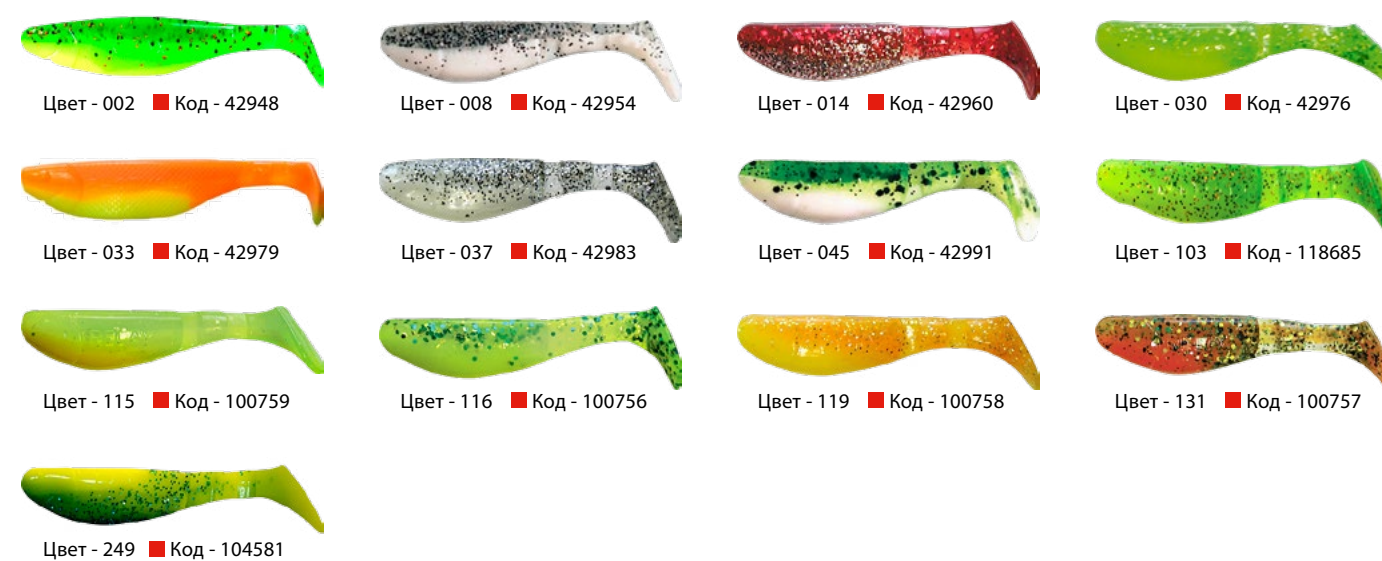 Цвет - 002 Код - 42948
Цвет - 008 Код - 42954
Цвет - 014 Код - 42960
Цвет - 030 Код - 42976
Цвет - 033 Код - 42979
Цвет - 037 Код - 42983
Цвет - 045 Код - 42991
Цвет - 103 Код - 118685
Цвет - 115 Код - 100759
Цвет - 116 Код - 100756
Цвет - 119 Код - 100758
Цвет - 131 Код - 100757
Цвет - 249 Код - 104581